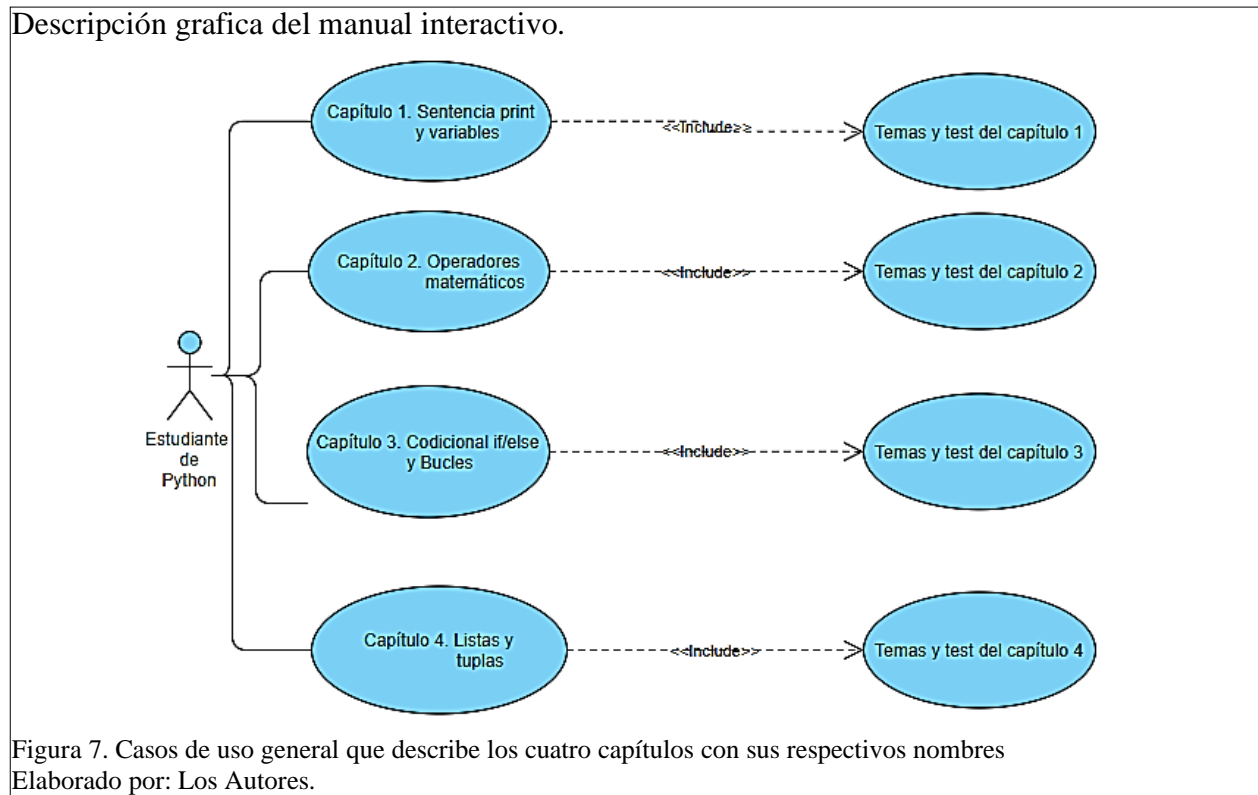 Descripción grafica del manual interactivo.
Capítulo 1. Sentencia print
y variables
<<Include>>
Temas y test del capítulo 1
Capítulo 2. Operadores
matemáticos
<<Include>>
Temas y test del capítulo 2
Estudiante
de
Python
Capítulo 3. Codicional if/else
y Bucles
<<Include>>
Temas y test del capítulo 3
Capítulo 4. Listas y
tuplas
<<Include>>
Temas y test del capítulo 4
Figura 7. Casos de uso general que describe los cuatro capítulos con sus respectivos nombres
Elaborado por: Los Autores.